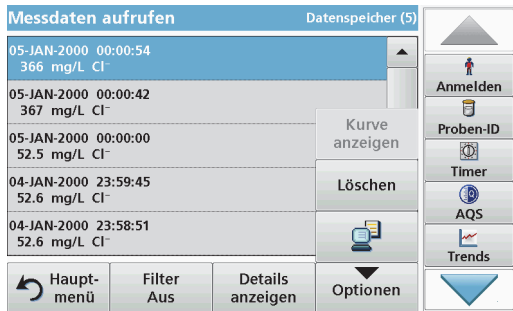 Messdaten aufrufen Datenspeicher (5)
05-JAN-2000 00:00:54
366 mg/L Cl⁻
05-JAN-2000 00:00:42
367 mg/L Cl⁻
05-JAN-2000 00:00:00
52.5 mg/L Cl⁻
04-JAN-2000 23:59:45
52.6 mg/L Cl⁻
04-JAN-2000 23:58:51
52.6 mg/L Cl⁻
Kurve
anzeigen
Löschen
Haupt-
menü
Filter
Aus
Details
anzeigen
Optionen
Anmelden
Proben-ID
Timer
AQS
Trends